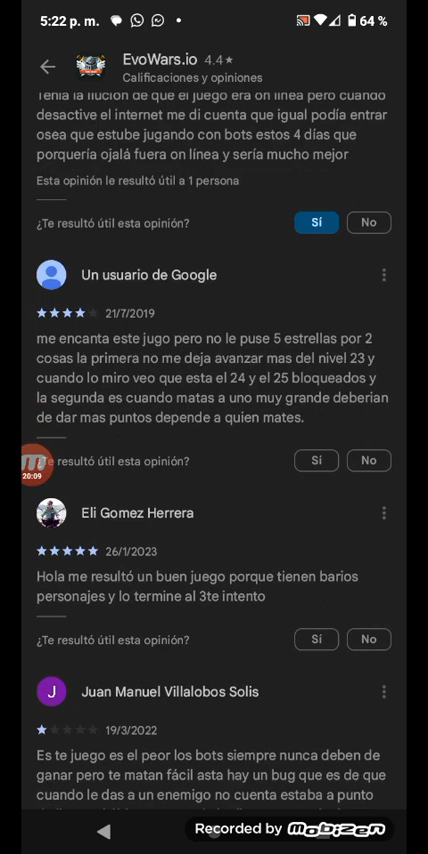 5:22 p. m.
64 %
EvoWars.io 4.4★
Calificaciones y opiniones
Tenia la ilucion de que el juego era on linea pero cuando
desactive el internet me di cuenta que igual podía entrar
osea que estube jugando con bots estos 4 días que
porquería ojalá fuera on línea y sería mucho mejor
Esta opinión le resultó útil a 1 persona
¿Te resultó útil esta opinión?
Sí
No
Un usuario de Google
21/7/2019
me encanta este jugo pero no le puse 5 estrellas por 2
cosas la primera no me deja avanzar mas del nivel 23 y
cuando lo miro veo que esta el 24 y el 25 bloqueados y
la segunda es cuando matas a uno muy grande deberian
de dar mas puntos depende a quien mates.
20:09
resultó útil esta opinión?
Sí
No
Eli Gomez Herrera
26/1/2023
Hola me resultó un buen juego porque tienen barios
personajes y lo termine al 3te intento
¿Te resultó útil esta opinión?
Sí
No
J
Juan Manuel Villalobos Solis
19/3/2022
Es te juego es el peor los bots siempre nunca deben de
ganar pero te matan fácil asta hay un bug que es de que
cuando le das a un enemigo no cuenta estaba a punto
Recorded by MOBIZEN